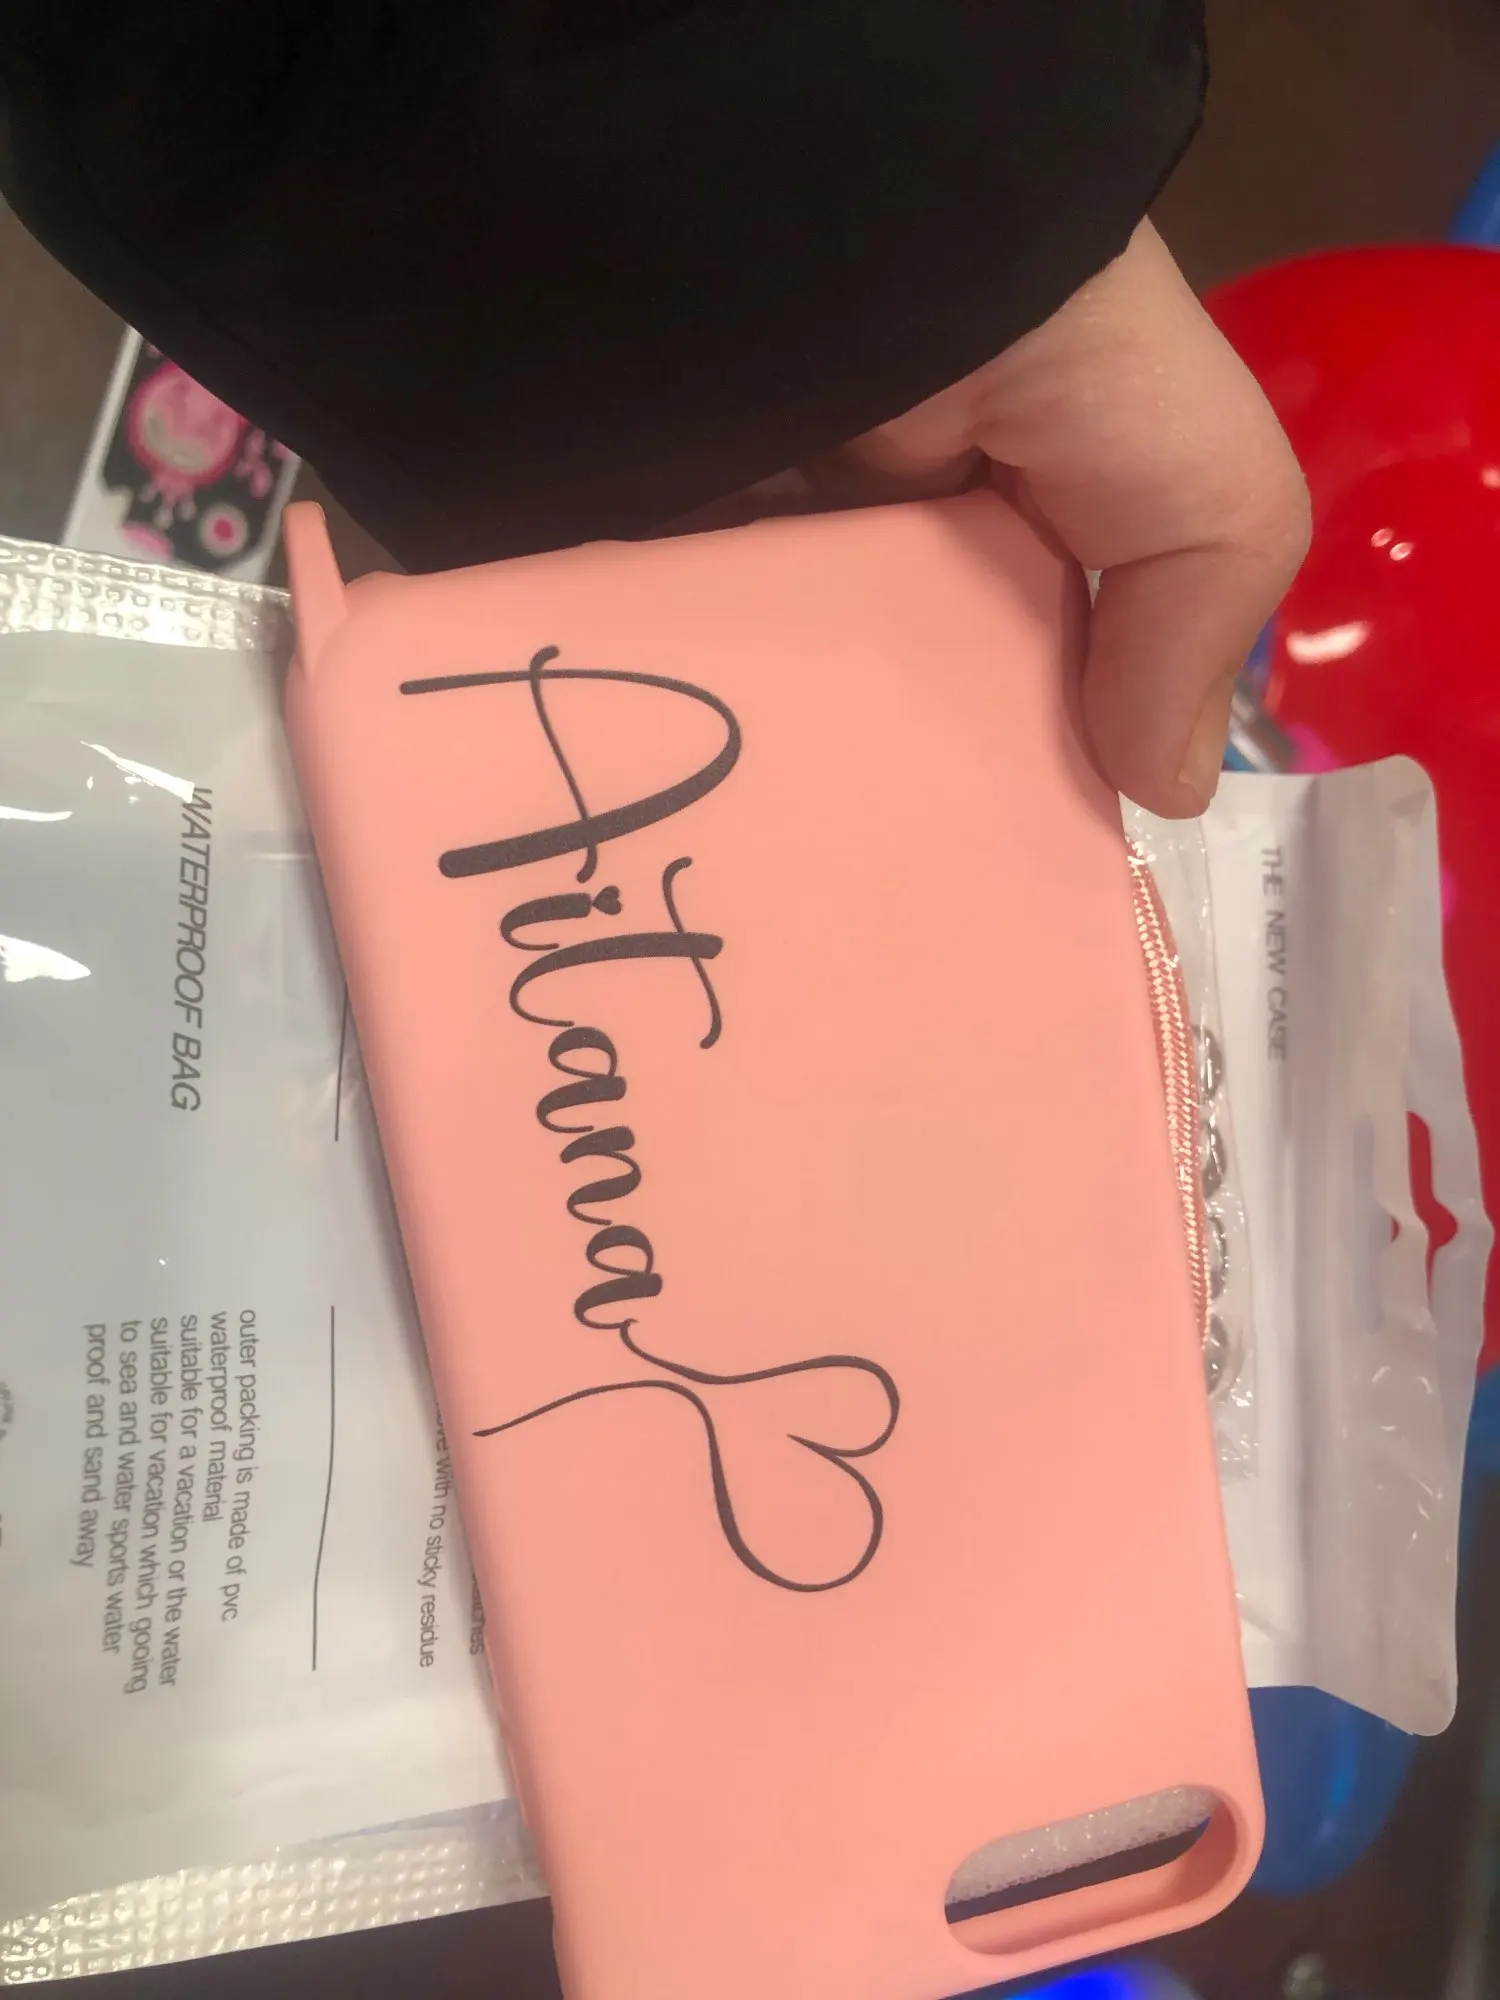 Aitana
THE NEW CASE
WATERPROOF BAG
outer packing is made of pvc
waterproof material
suitable for a vacation or the water
suitable for vacation which gooing
to sea and water sports water
proof and sand away
with no sticky residue